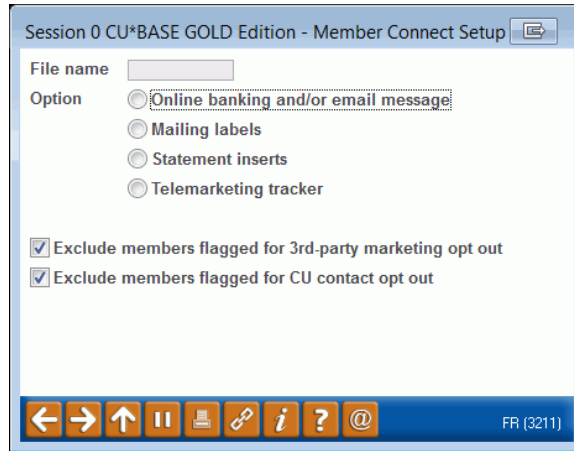 Session 0 CU*BASE GOLD Edition - Member Connect Setup
File name
Option Online banking and/or email message
Mailing labels
Statement inserts
Telemarketing tracker
Exclude members flagged for 3rd-party marketing opt out
Exclude members flagged for CU contact opt out
i ? @ FR (3211)